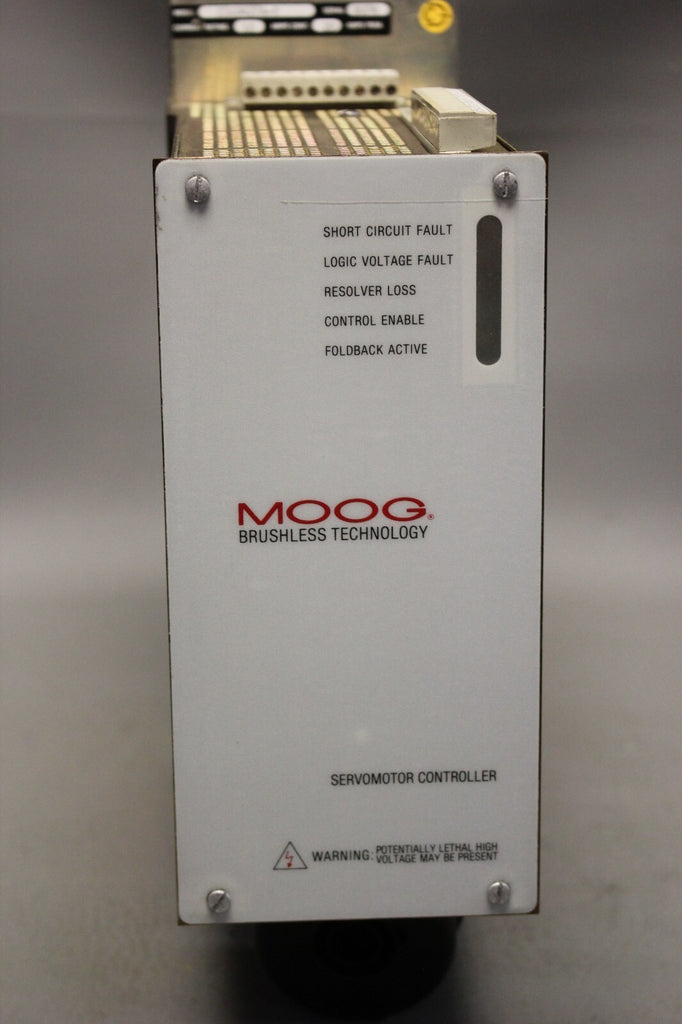 SHORT CIRCUIT FAULT
LOGIC VOLTAGE FAULT
RESOLVER LOSS
CONTROL ENABLE
FOLDBACK ACTIVE
MOOG®
BRUSHLESS TECHNOLOGY
SERVOMOTOR CONTROLLER
WARNING: POTENTIALLY LETHAL HIGH
VOLTAGE MAY BE PRESENT